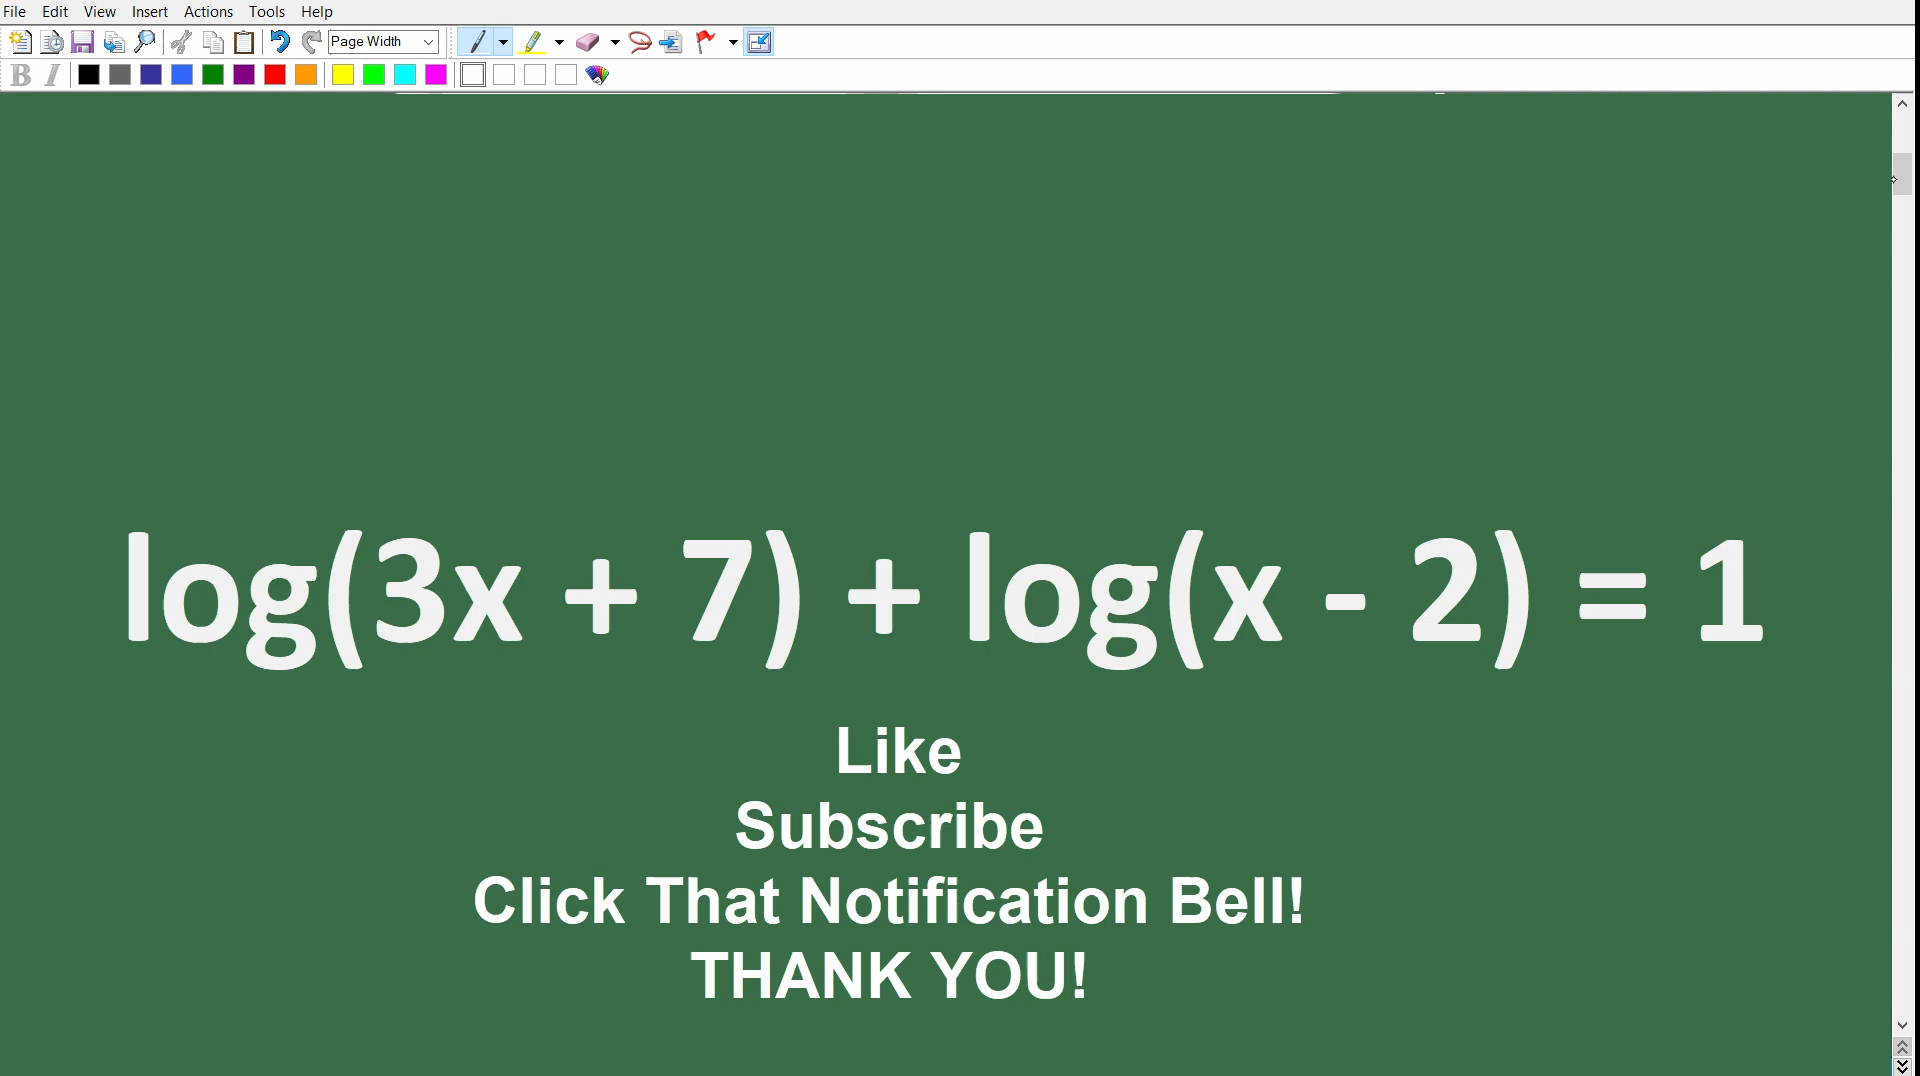 File Edit View Insert Actions Tools Help
Page Width
B I
log(3x + 7) + log(x - 2) = 1
Like
Subscribe
Click That Notification Bell!
THANK YOU!